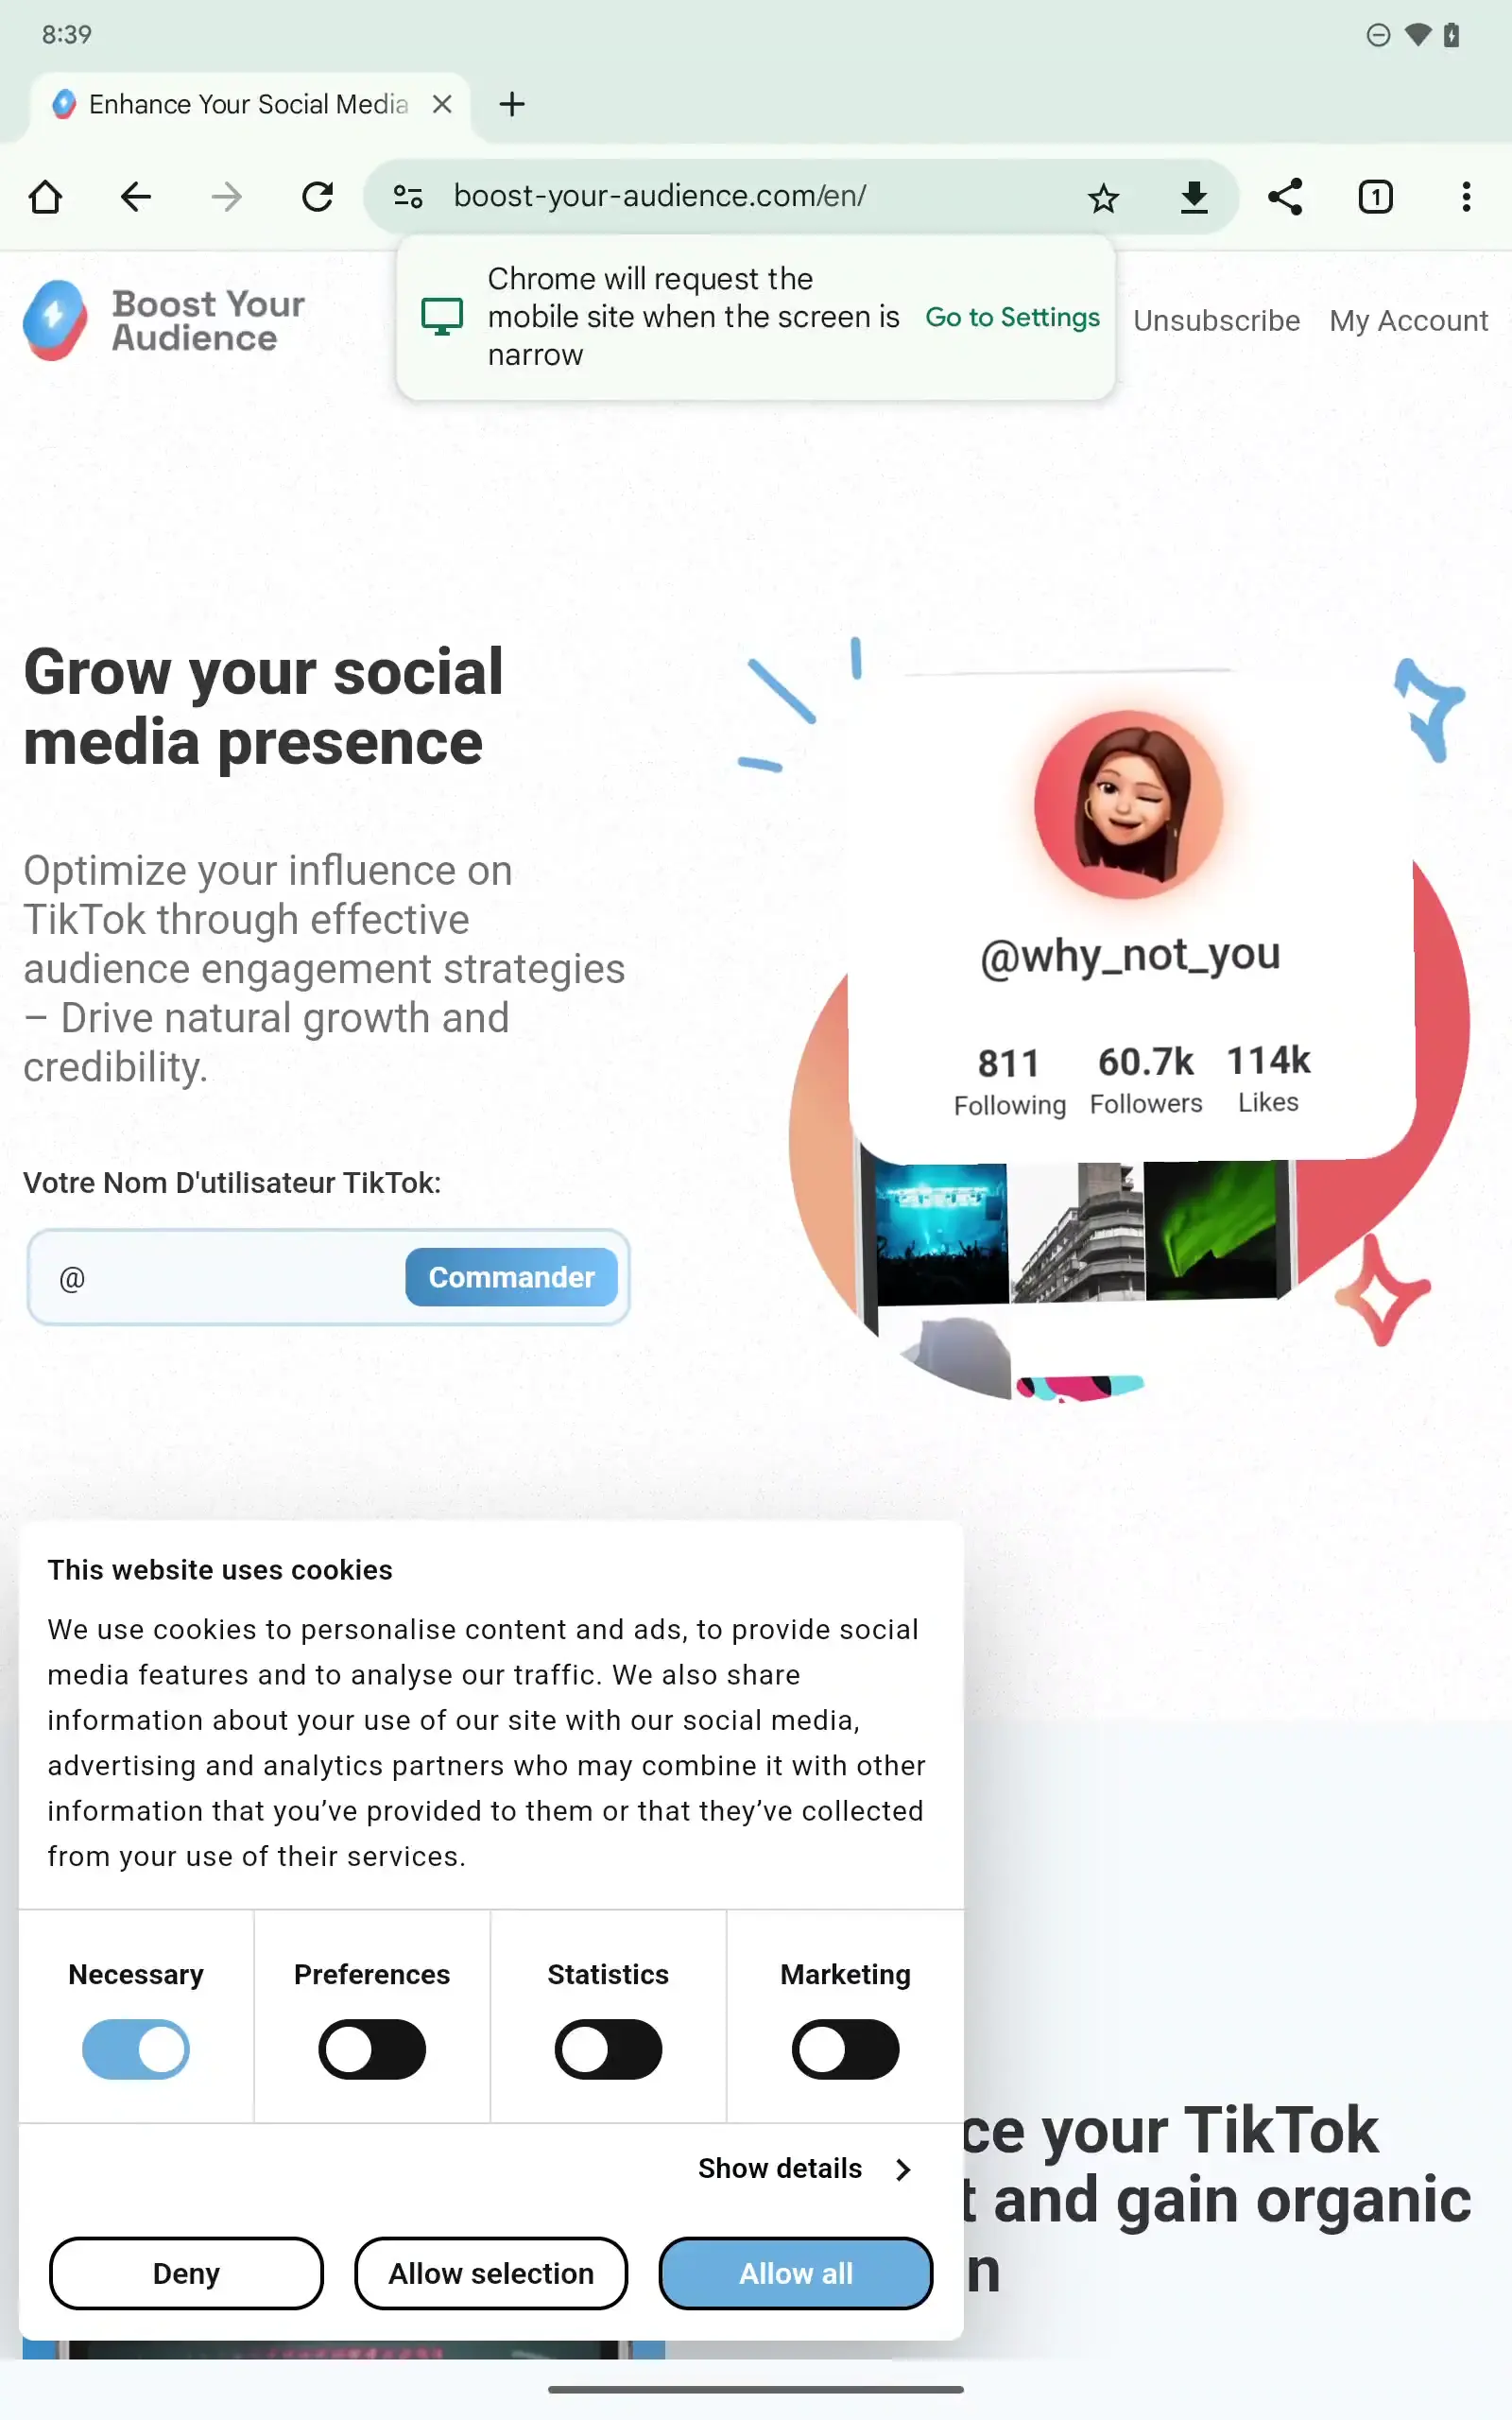 8:39
Enhance Your Social Media
boost-your-audience.com/en/
1
Boost Your
Audience
Chrome will request the
mobile site when the screen is
narrow
Go to Settings
Unsubscribe
My Account
Grow your social
media presence
Optimize your influence on
TikTok through effective
audience engagement strategies
– Drive natural growth and
credibility.
Votre Nom D'utilisateur TikTok:
@
Commander
@why_not_you
811 60.7k 114k
Following Followers Likes
This website uses cookies
We use cookies to personalise content and ads, to provide social
media features and to analyse our traffic. We also share
information about your use of our site with our social media,
advertising and analytics partners who may combine it with other
information that you’ve provided to them or that they’ve collected
from your use of their services.
Necessary Preferences Statistics Marketing
Show details
Deny Allow selection Allow all
ce your TikTok
t and gain organic
n